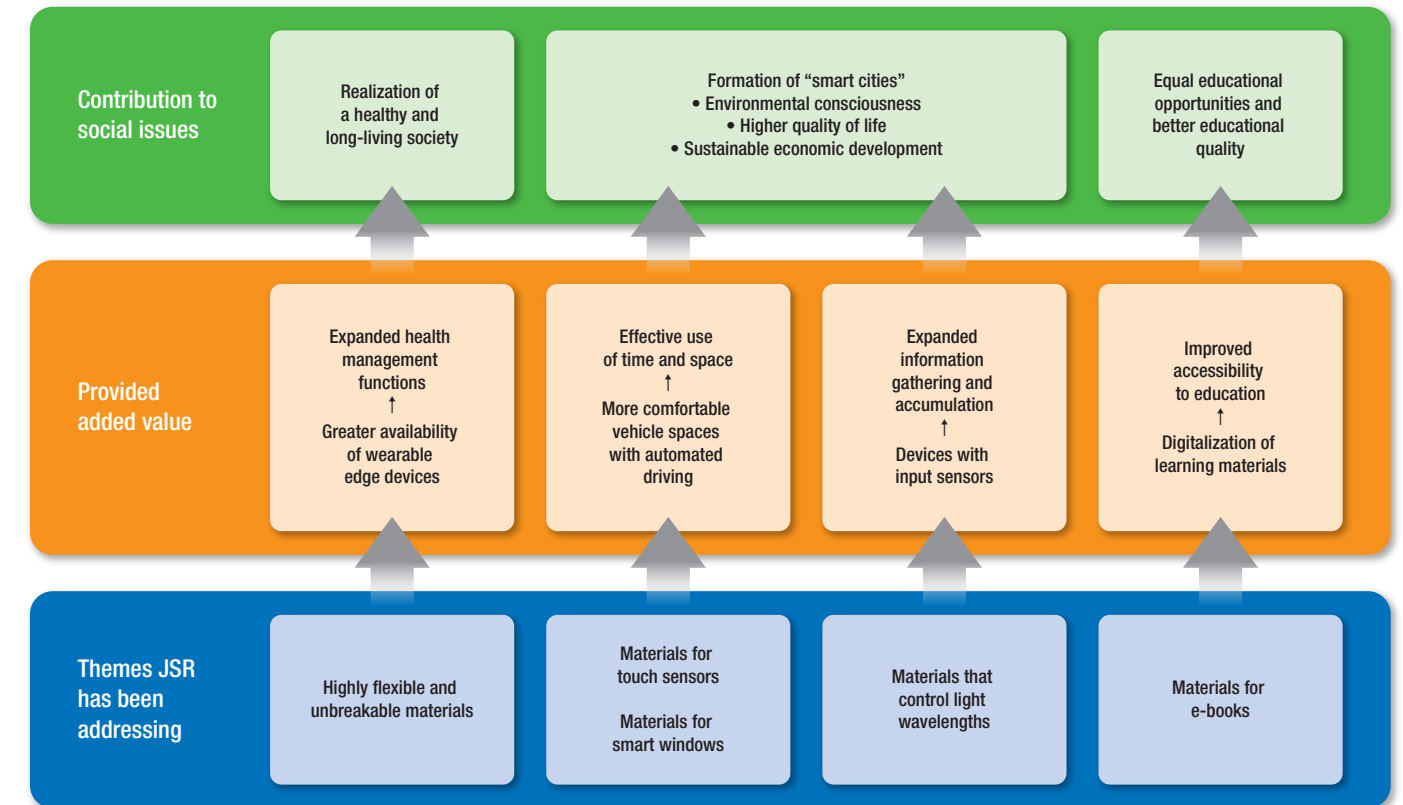 Contribution to
social issues
Realization of
a healthy and
long-living society
Formation of “smart cities”
• Environmental consciousness
• Higher quality of life
• Sustainable economic development
Equal educational
opportunities and
better educational
quality
Provided
added value
Expanded health
management
functions
↑
Greater availability
of wearable
edge devices
Effective use
of time and space
↑
More comfortable
vehicle spaces
with automated
driving
Expanded
information
gathering and
accumulation
↑
Devices with
input sensors
Improved
accessibility
to education
↑
Digitalization of
learning materials
Themes JSR
has been
addressing
Highly flexible and
unbreakable materials
Materials for
touch sensors
Materials for
smart windows
Materials that
control light
wavelengths
Materials for
e-books